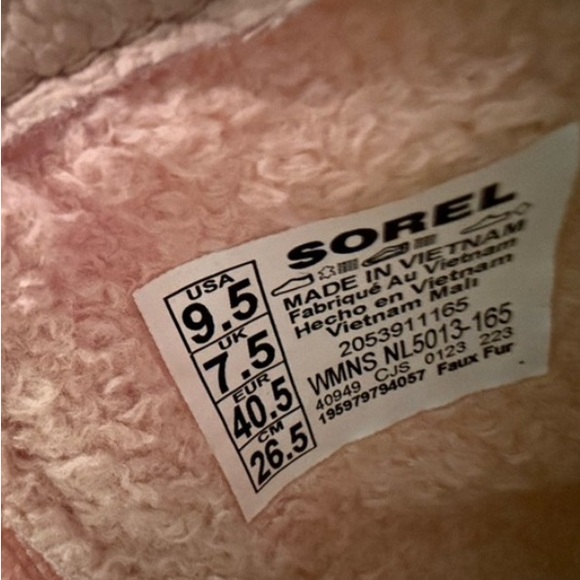 USA
9.5
UK
7.5
EUR
40.5
CM
26.5
SOREL
MADE IN VIETNAM
Fabriqué Au Vietnam
Hecho en Vietnam
Vietnam Malı
2053911165
WMNS NL5013-165
40949 CJS 0123 223
195979794057 Faux Fur